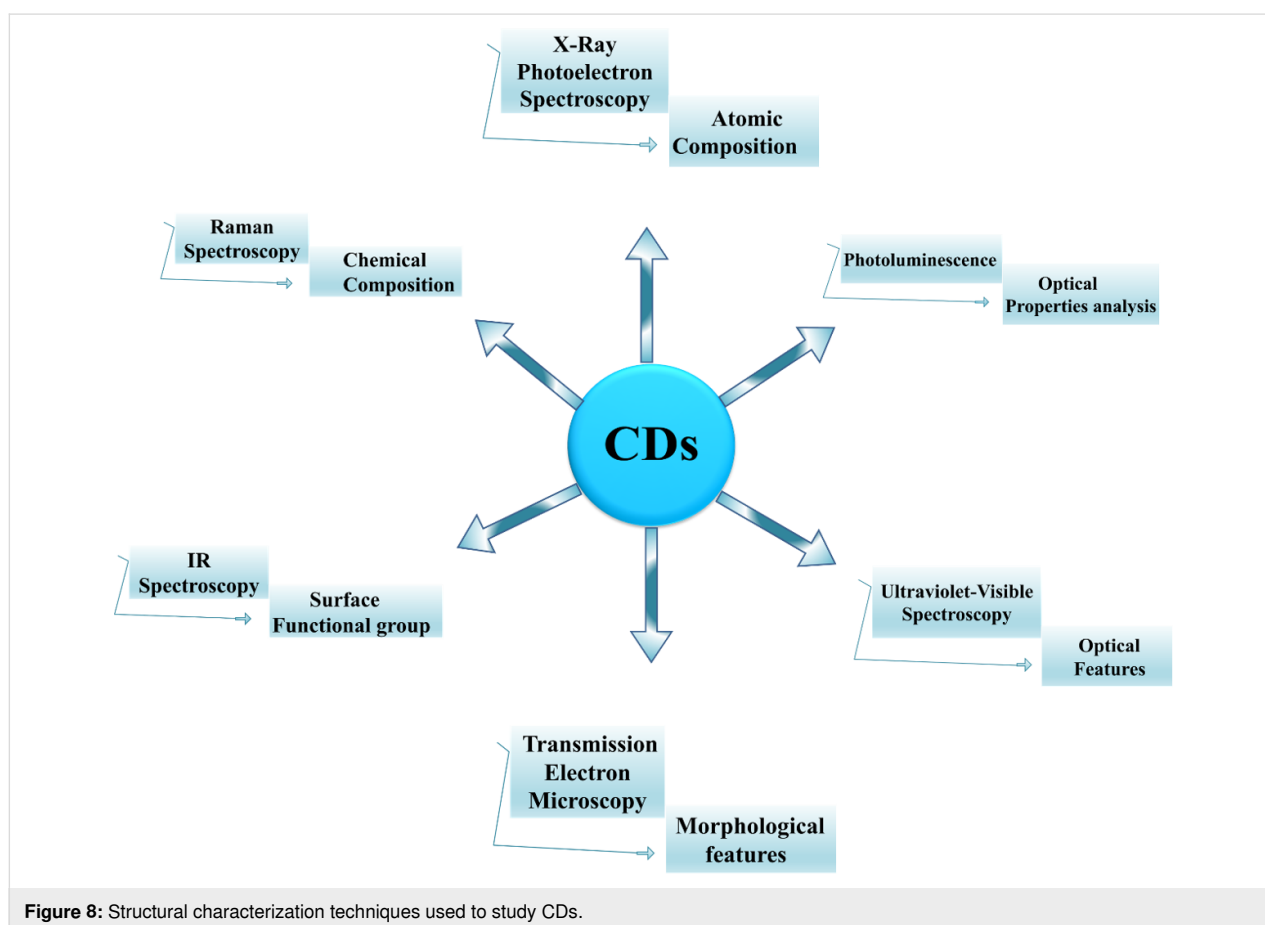 X-Ray
Photoelectron
Spectroscopy
Atomic
Composition
Raman
Spectroscopy
Chemical
Composition
Photoluminescence
Optical
Properties analysis
CDs
IR
Spectroscopy
Surface
Functional group
Ultraviolet-Visible
Spectroscopy
Optical
Features
Transmission
Electron
Microscopy
Morphological
features
Figure 8: Structural characterization techniques used to study CDs.